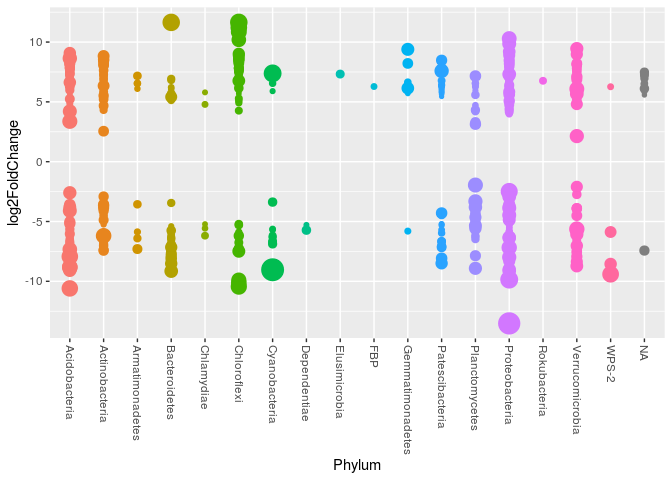 log2FoldChange
10
5
0
-5
-10
Acidobacteria
Actinobacteria
Armatimonadetes
Bacteroidetes
Chlamydiae
Chloroflexi
Cyanobacteria
Dependentiae
Elusimicrobia
FBP
Gemmatimonadetes
Patescibacteria
Planctomycetes
Proteobacteria
Rokubacteria
Verrucomicrobia
WPS-2
NA
Phylum